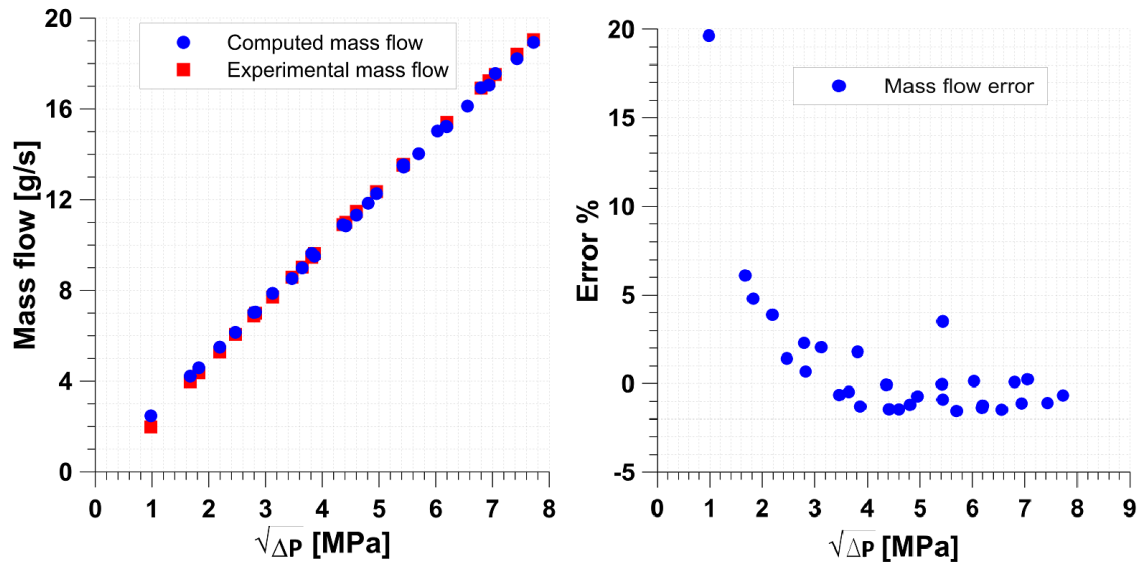 20
16
12
8
4
0
Mass flow [g/s]
Computed mass flow
Experimental mass flow
0 1 2 3 4 5 6 7 8
√ΔP [MPa]
20
15
10
5
0
-5
Error %
Mass flow error
0 1 2 3 4 5 6 7 8 9
√ΔP [MPa]